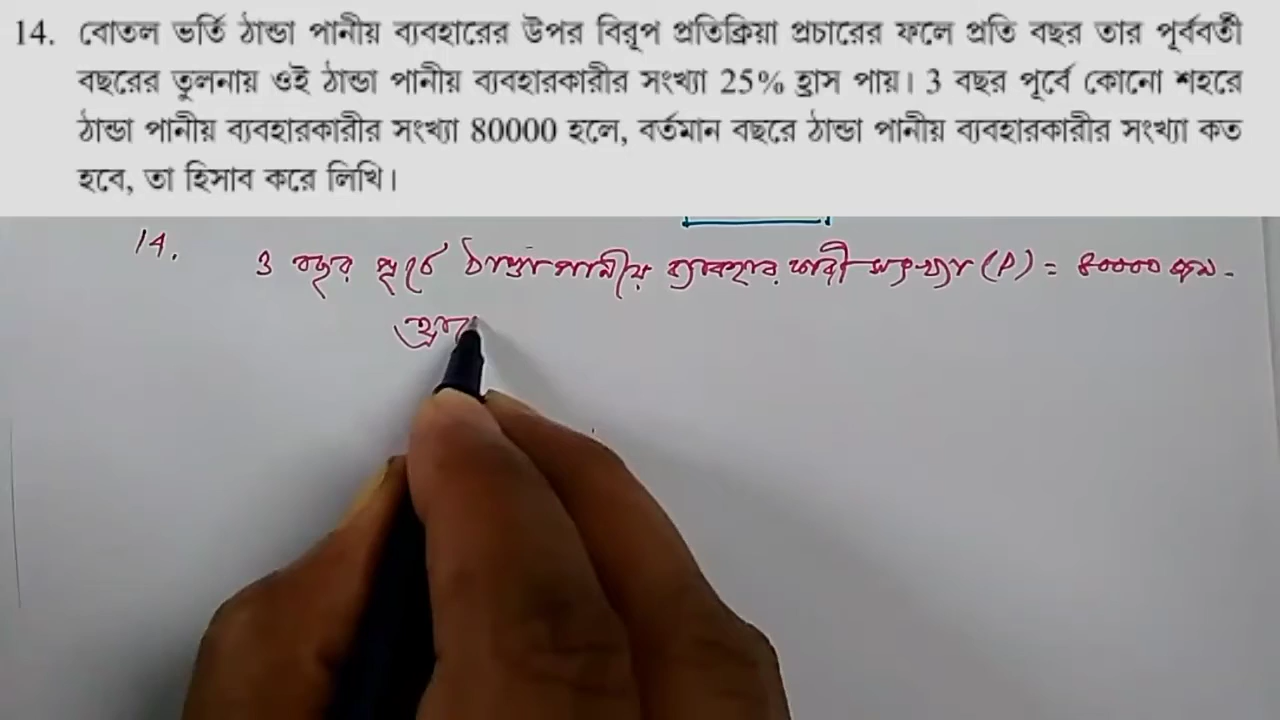 14. বোতল ভর্তি ঠান্ডা পানীয় ব্যবহারের উপর বিরূপ প্রতিক্রিয়া প্রচারের ফলে প্রতি বছর তার পূর্ববর্তী
বছরের তুলনায় ওই ঠান্ডা পানীয় ব্যবহারকারীর সংখ্যা 25% হ্রাস পায়। 3 বছর পূর্বে কোনো শহরে
ঠান্ডা পানীয় ব্যবহারকারীর সংখ্যা 80000 হলে, বর্তমান বছরে ঠান্ডা পানীয় ব্যবহারকারীর সংখ্যা কত
হবে, তা হিসাব করে লিখি।
14. 3 বছর পূর্বে ঠান্ডা পানীয় ব্যবহারকারী সংখ্যা (P) = 80000 জন.